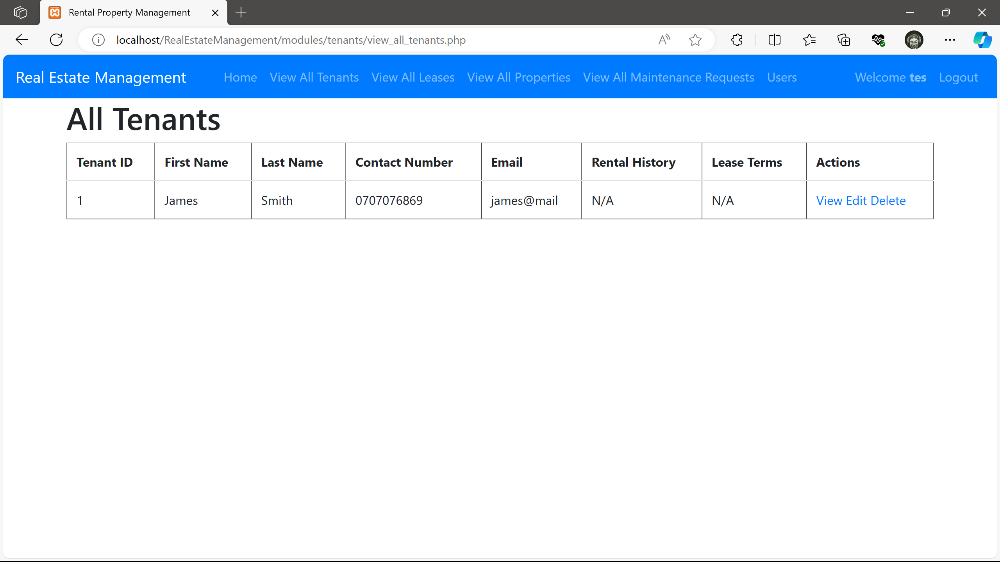 Rental Property Management
localhost/RealEstateManagement/modules/tenants/view_all_tenants.php
Real Estate Management Home View All Tenants View All Leases View All Properties View All Maintenance Requests Users Welcome tes Logout
All Tenants
Tenant ID First Name Last Name Contact Number Email Rental History Lease Terms Actions
1 James Smith 0707076869 james@mail N/A N/A View Edit Delete